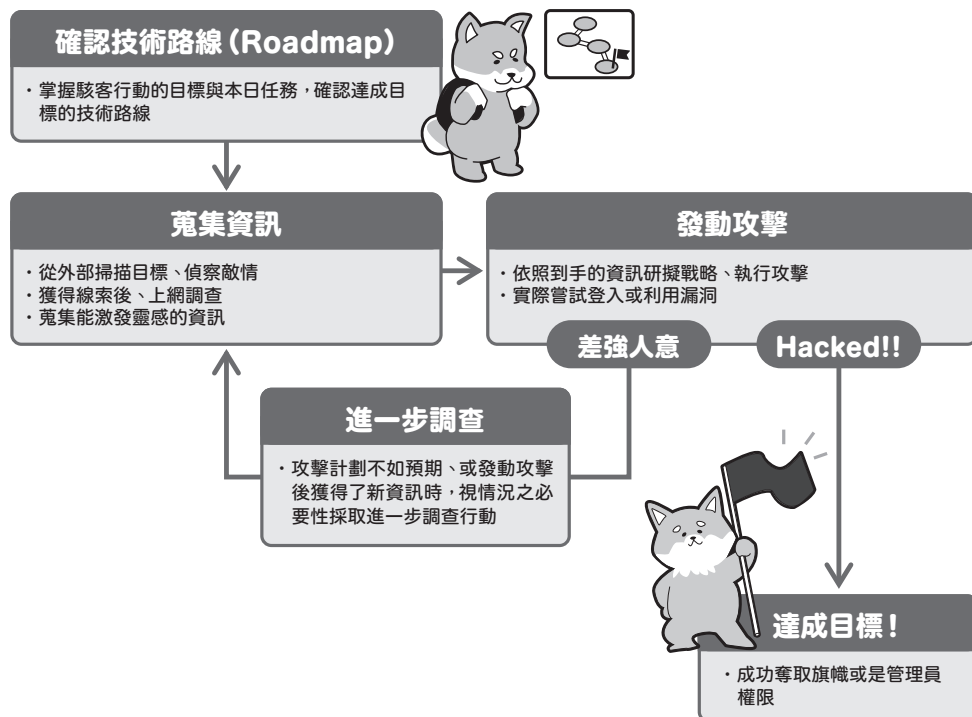 確認技術路線（Roadmap）
・掌握駭客行動的目標與本日任務，確認達成目
標的技術路線
蒐集資訊
・從外部掃描目標、偵察敵情
・獲得線索後、上網調查
・蒐集能激發靈感的資訊
發動攻擊
・依照到手的資訊研擬戰略、執行攻擊
・實際嘗試登入或利用漏洞
差強人意
Hacked!!
進一步調查
・攻擊計劃不如預期、或發動攻擊
後獲得了新資訊時，視情況之必
要性採取進一步調查行動
達成目標！
・成功奪取旗幟或是管理員
權限